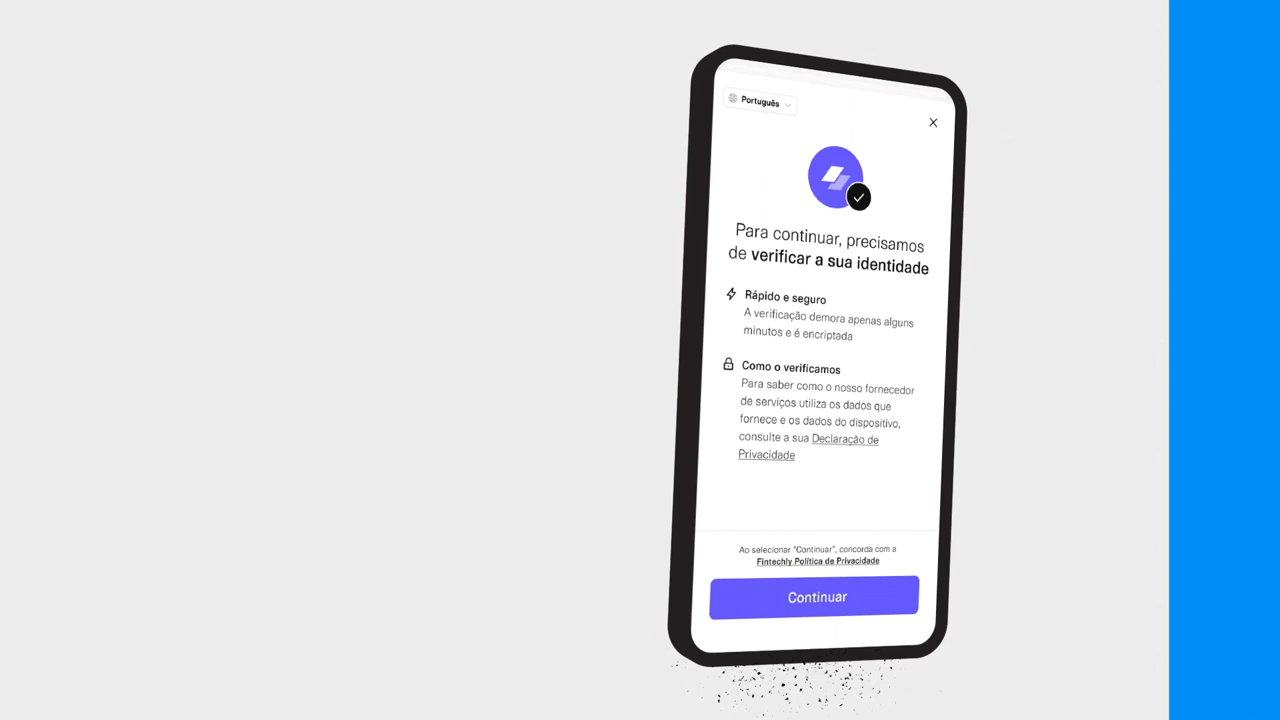 Português
Para continuar, precisamos
de verificar a sua identidade
Rápido e seguro
A verificação demora apenas alguns
minutos e é encriptada
Como o verificamos
Para saber como o nosso fornecedor
de serviços utiliza os dados que
fornece e os dados do dispositivo,
consulte a sua Declaração de
Privacidade
Ao selecionar “Continuar”, concorda com a
Fintechly Política de Privacidade
Continuar